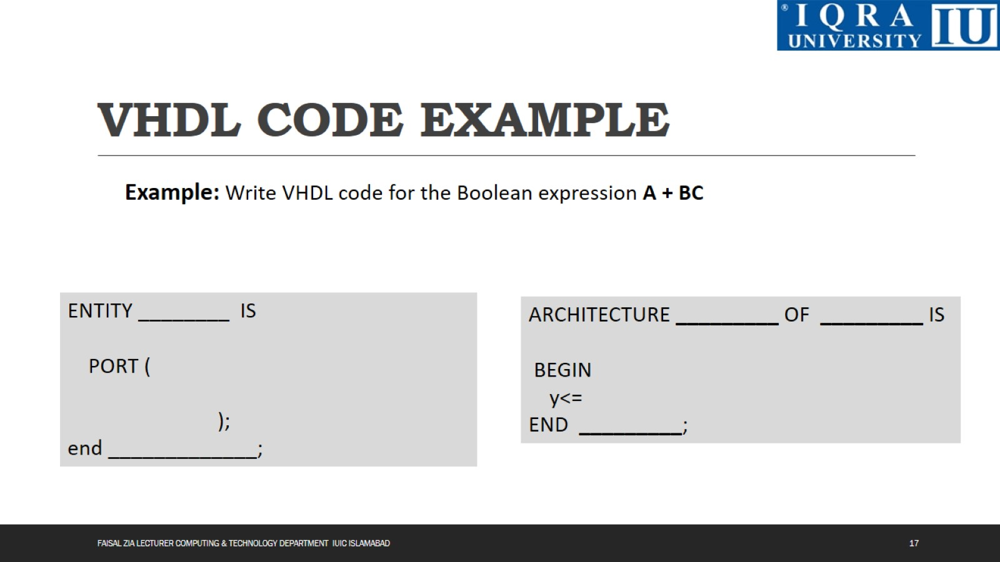 ® IQRA
UNIVERSITY IU
VHDL CODE EXAMPLE
Example: Write VHDL code for the Boolean expression A + BC
ENTITY ________ IS
PORT (
);
end _____________;
ARCHITECTURE _________ OF _________ IS
BEGIN
y<=
END _________;
FAISAL ZIA LECTURER COMPUTING & TECHNOLOGY DEPARTMENT IUIC ISLAMABAD
17